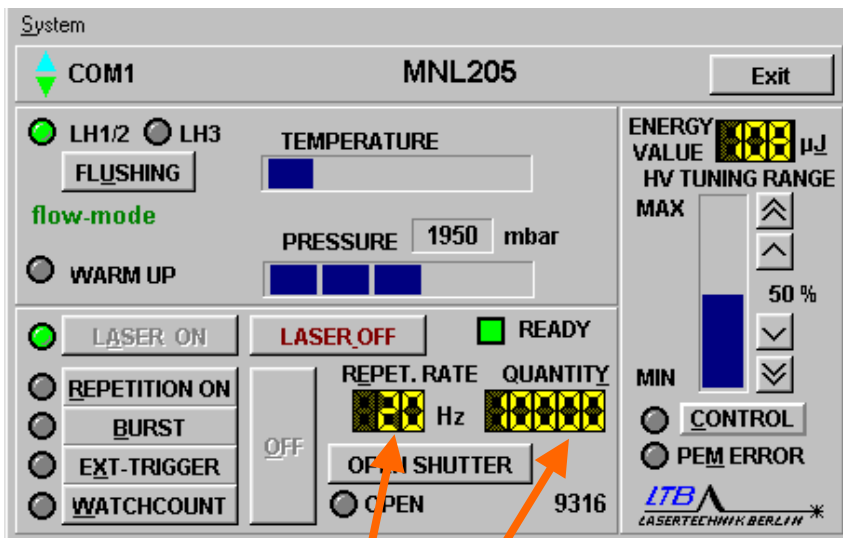 System
COM1 MNL205 Exit
LH1/2 LH3 TEMPERATURE
FLUSHING
flow-mode
PRESSURE 1950 mbar
WARM UP
ENERGY
VALUE µJ
HV TUNING RANGE
MAX
50 %
MIN
CONTROL
PEM ERROR
LTB
LASERTECHNIK BERLIN
LASER ON LASER OFF READY
REPETITION ON REPET. RATE QUANTITY
20 Hz 10000
BURST
OFF
EXT-TRIGGER OPEN SHUTTER
WATCHCOUNT OPEN 9316